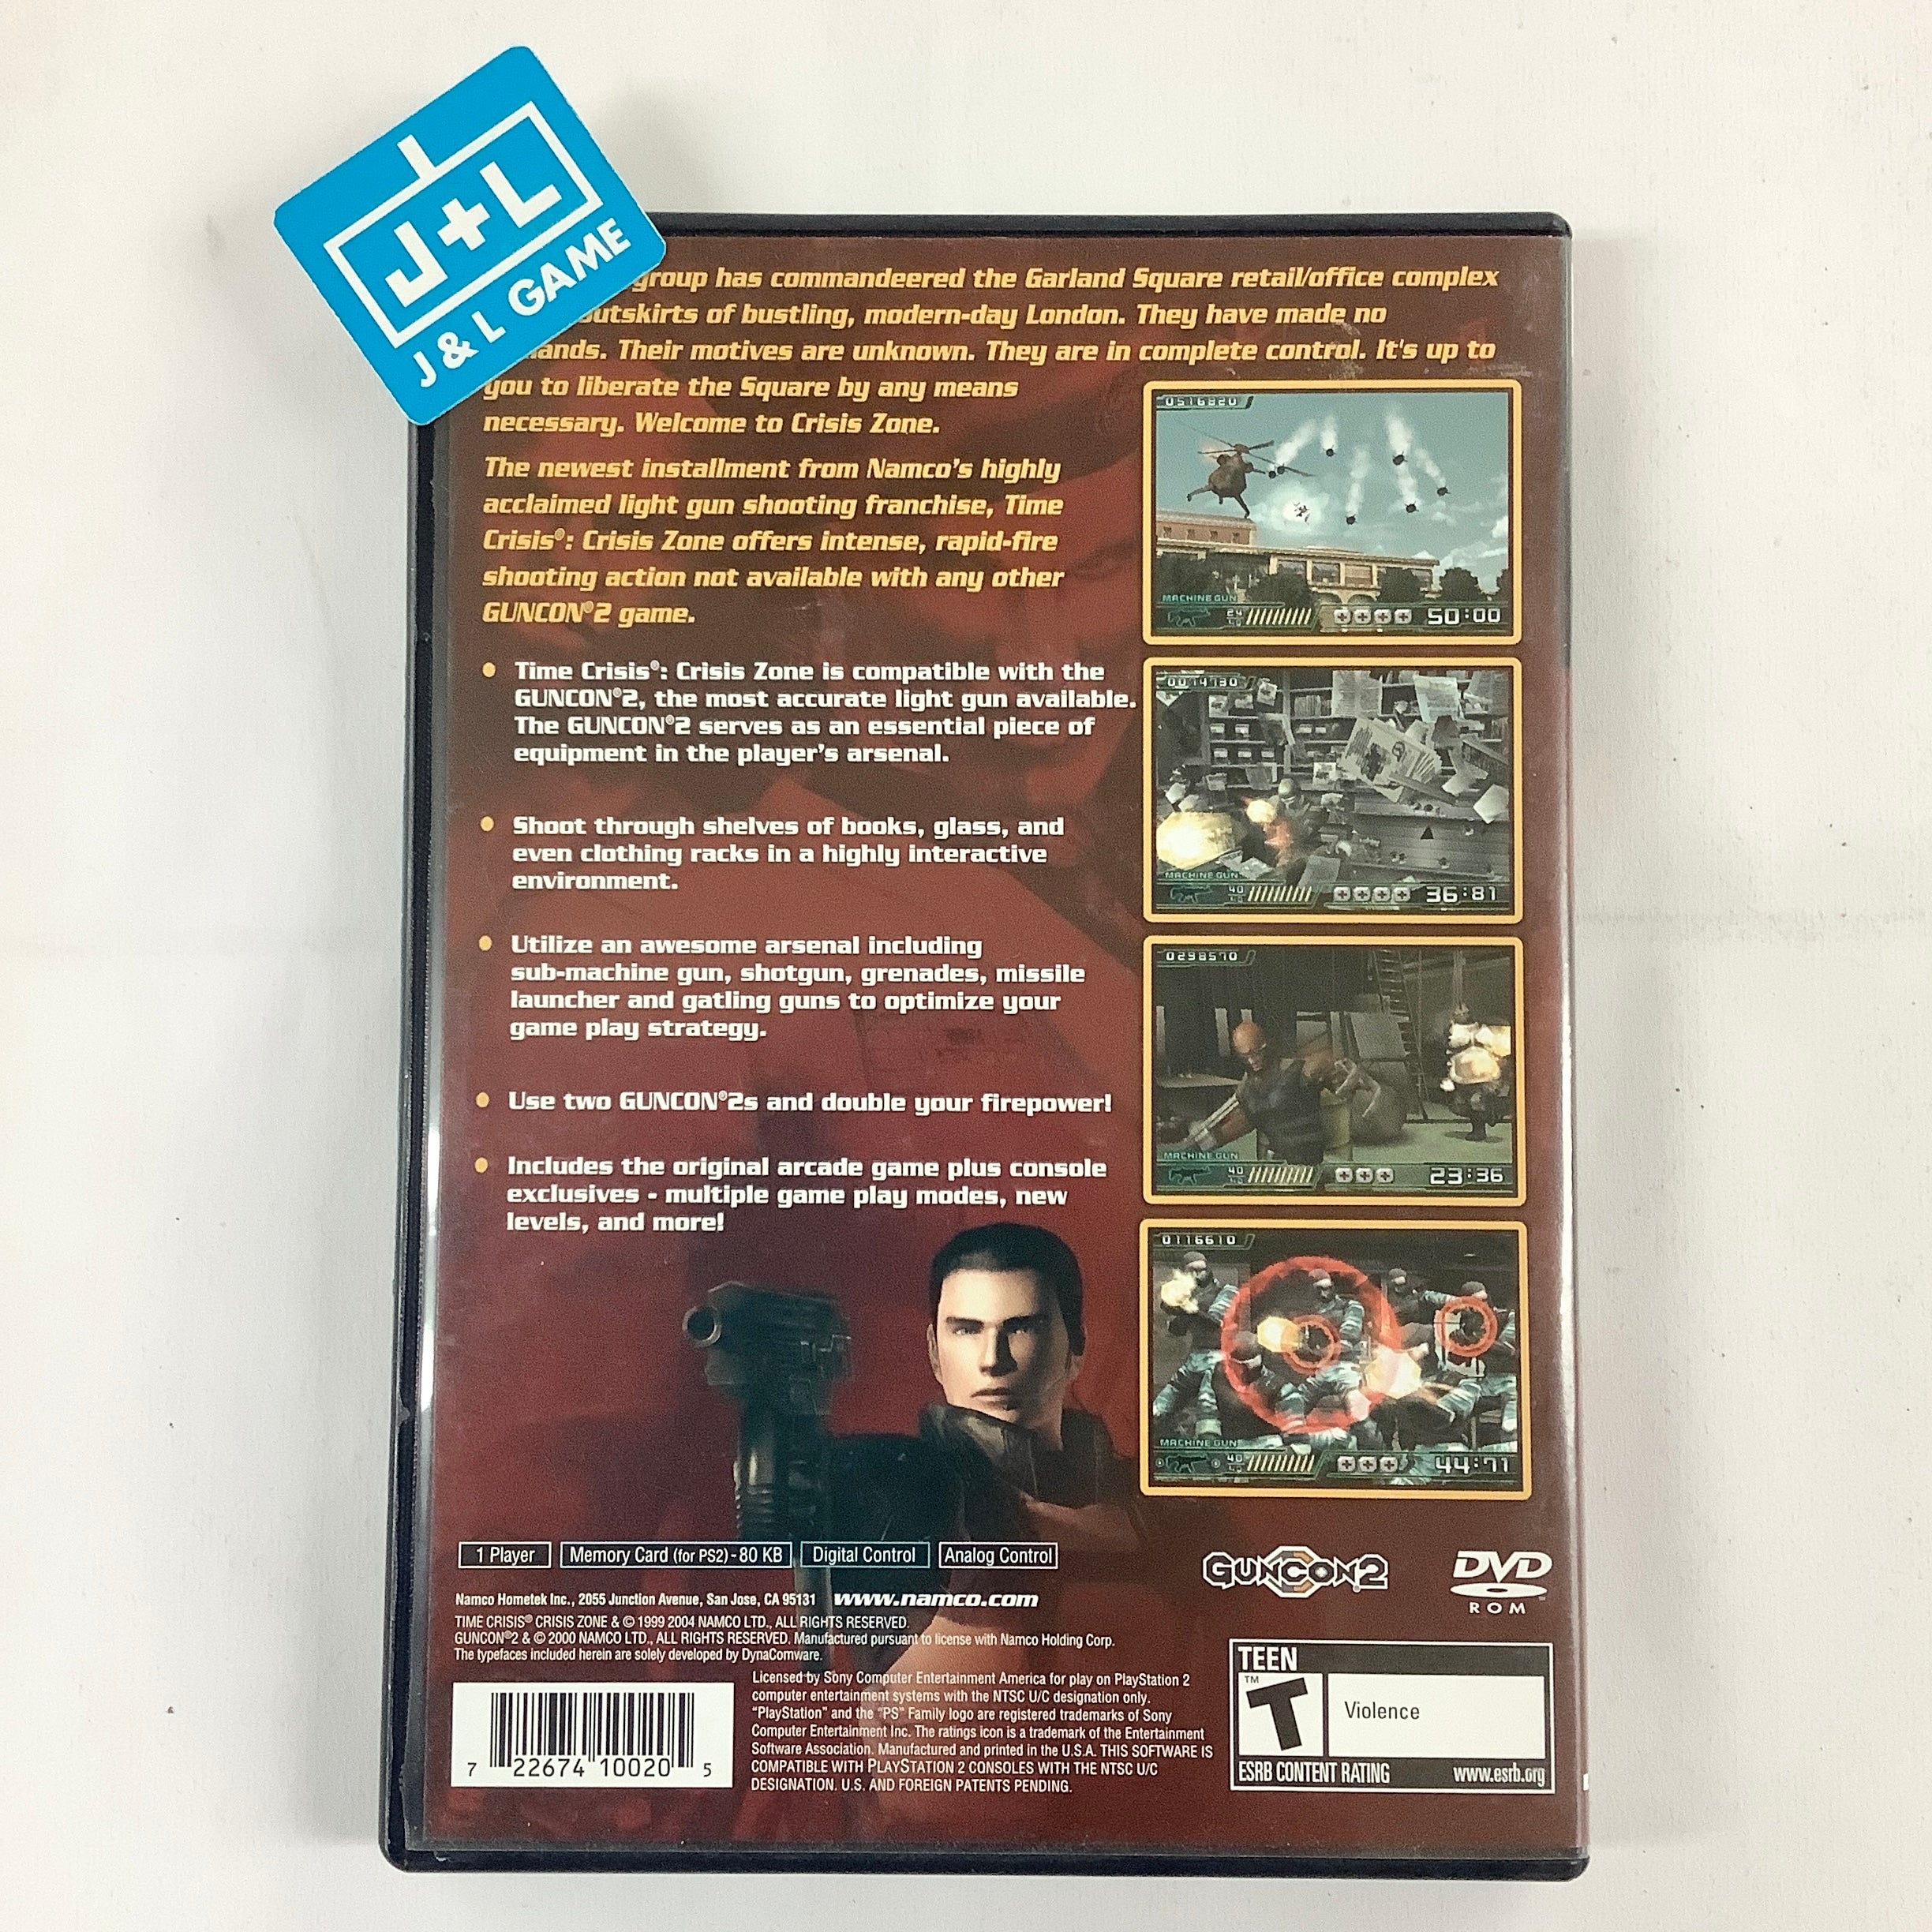 J+L
J & L GAME
group has commandeered the Garland Square retail/office complex
outskirts of bustling, modern-day London. They have made no
Their motives are unknown. They are in complete control. It's up to
you to liberate the Square by any means
necessary. Welcome to Crisis Zone.
The newest installment from Namco's highly
acclaimed light gun shooting franchise, Time
Crisis®: Crisis Zone offers intense, rapid-fire
shooting action not available with any other
GUNCON®2 game.
• Time Crisis®: Crisis Zone is compatible with the
GUNCON®2, the most accurate light gun available.
The GUNCON®2 serves as an essential piece of
equipment in the player's arsenal.
• Shoot through shelves of books, glass, and
even clothing racks in a highly interactive
environment.
• Utilize an awesome arsenal including
sub-machine gun, shotgun, grenades, missile
launcher and gatling guns to optimize your
game play strategy.
• Use two GUNCON®2s and double your firepower!
• Includes the original arcade game plus console
exclusives - multiple game play modes, new
levels, and more!
0516820
MACHINE GUN
50:00
0014730
MACHINE GUN
40
36:81
0298570
MACHINE GUN
40
23:36
0116610
MACHINE GUN
40
44:71
1 Player
Memory Card (for PS2) - 80 KB
Digital Control
Analog Control
GUNCON2
DVD
ROM
Namco Hometek Inc., 2055 Junction Avenue, San Jose, CA 95131 www.namco.com
TIME CRISIS® CRISIS ZONE & © 1999 2004 NAMCO LTD., ALL RIGHTS RESERVED.
GUNCON®2 & © 2000 NAMCO LTD., ALL RIGHTS RESERVED. Manufactured pursuant to license with Namco Holding Corp.
The typefaces included herein are solely developed by DynaComware.
Licensed by Sony Computer Entertainment America for play on PlayStation 2
computer entertainment systems with the NTSC U/C designation only.
"PlayStation" and the "PS" Family logo are registered trademarks of Sony
Computer Entertainment Inc. The ratings icon is a trademark of the Entertainment
Software Association. Manufactured and printed in the U.S.A. THIS SOFTWARE IS
COMPATIBLE WITH PLAYSTATION 2 CONSOLES WITH THE NTSC U/C
DESIGNATION. U.S. AND FOREIGN PATENTS PENDING.
7 22674 10020 5
TEEN
T™
Violence
ESRB CONTENT RATING www.esrb.org